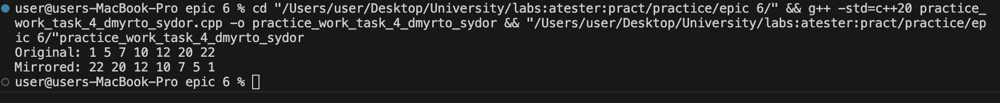 user@users-MacBook-Pro epic 6 % cd "/Users/user/Desktop/University/labs:atester:pract/practice/epic 6/" && g++ -std=c++20 practice_
work_task_4_dmyrto_sydor.cpp -o practice_work_task_4_dmyrto_sydor && "/Users/user/Desktop/University/labs:atester:pract/practice/ep
ic 6/"practice_work_task_4_dmyrto_sydor
Original: 1 5 7 10 12 20 22
Mirrored: 22 20 12 10 7 5 1
user@users-MacBook-Pro epic 6 %